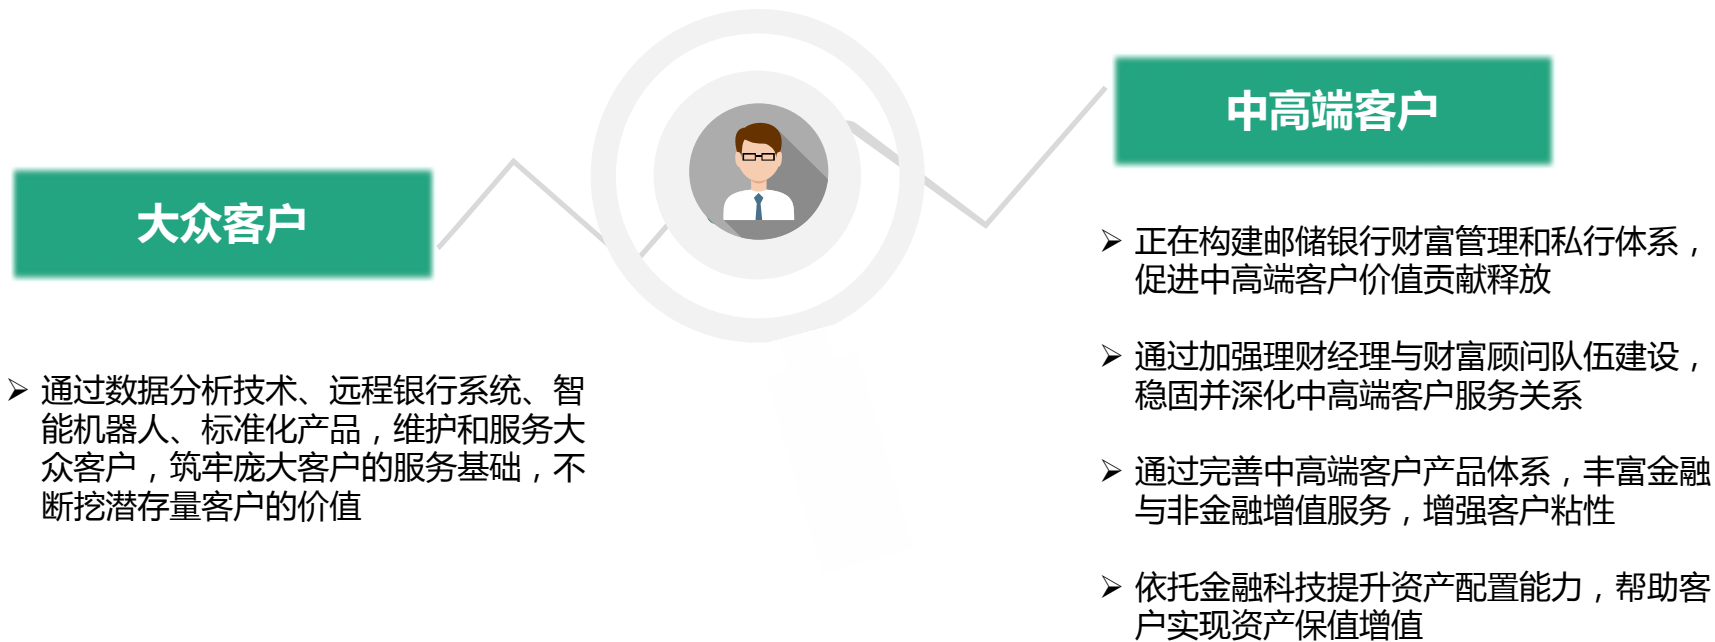 大众客户
➢ 通过数据分析技术、远程银行系统、智
能机器人、标准化产品，维护和服务大
众客户，筑牢庞大客户的服务基础，不
断挖潜存量客户的价值
中高端客户
➢ 正在构建邮储银行财富管理和私行体系，
促进中高端客户价值贡献释放
➢ 通过加强理财经理与财富顾问队伍建设，
稳固并深化中高端客户服务关系
➢ 通过完善中高端客户产品体系，丰富金融
与非金融增值服务，增强客户粘性
➢ 依托金融科技提升资产配置能力，帮助客
户实现资产保值增值